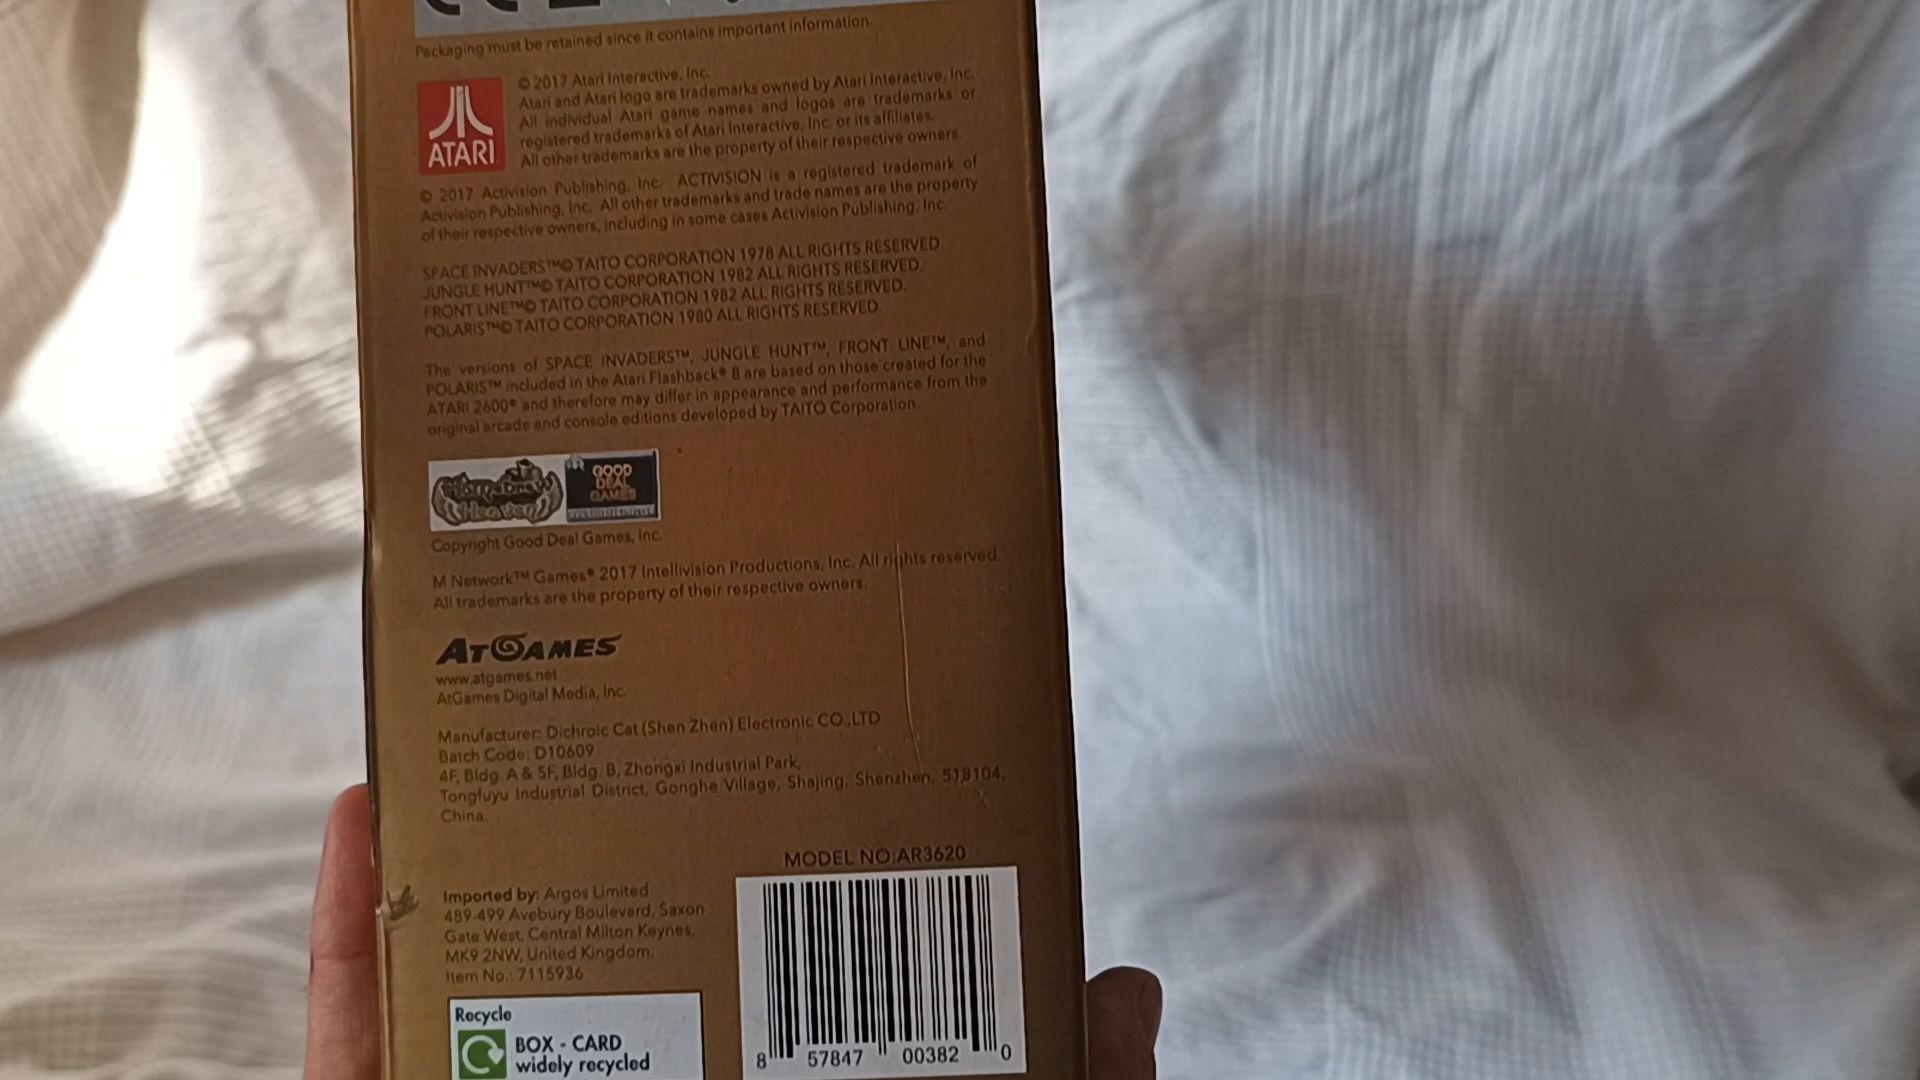 Packaging must be retained since it contains important information.
ATARI
© 2017 Atari Interactive, Inc.
Atari and Atari logo are trademarks owned by Atari Interactive, Inc.
All individual Atari game names and logos are trademarks or
registered trademarks of Atari Interactive, Inc. or its affiliates.
All other trademarks are the property of their respective owners.
© 2017 Activision Publishing, Inc. ACTIVISION is a registered trademark of
Activision Publishing, Inc. All other trademarks and trade names are the property
of their respective owners, including in some cases Activision Publishing, Inc.
SPACE INVADERS™© TAITO CORPORATION 1978 ALL RIGHTS RESERVED
JUNGLE HUNT™© TAITO CORPORATION 1982 ALL RIGHTS RESERVED.
FRONT LINE™© TAITO CORPORATION 1982 ALL RIGHTS RESERVED.
POLARIS™© TAITO CORPORATION 1980 ALL RIGHTS RESERVED.
The versions of SPACE INVADERS™, JUNGLE HUNT™, FRONT LINE™, and
POLARIS™ included in the Atari Flashback® 8 are based on those created for the
ATARI 2600® and therefore may differ in appearance and performance from the
original arcade and console editions developed by TAITO Corporation.
Homebrew
Heaven
GOOD
DEAL
GAMES
Copyright Good Deal Games, Inc.
M Network™ Games® 2017 Intellivision Productions, Inc. All rights reserved.
All trademarks are the property of their respective owners.
ATGAMES
www.atgames.net
AtGames Digital Media, Inc.
Manufacturer: Dichroic Cat (Shen Zhen) Electronic CO.,LTD
Batch Code: D10609
4F, Bldg. A & 5F, Bldg. B, Zhongxi Industrial Park,
Tongfuyu Industrial District, Gonghe Village, Shajing, Shenzhen, 518104,
China.
MODEL NO:AR3620
Imported by: Argos Limited
489-499 Avebury Boulevard, Saxon
Gate West, Central Milton Keynes,
MK9 2NW, United Kingdom.
Item No.: 7115936
Recycle
BOX - CARD
widely recycled
8 57847 00382 0